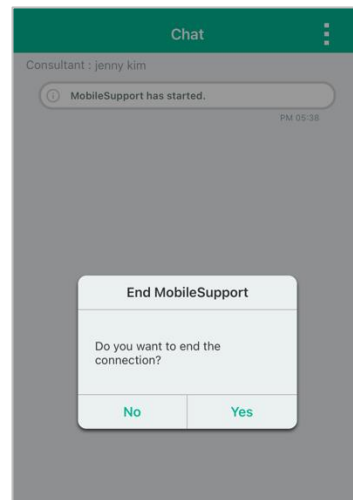 Chat
Consultant : jenny kim
MobileSupport has started.
PM 05:38
End MobileSupport
Do you want to end the
connection?
No
Yes